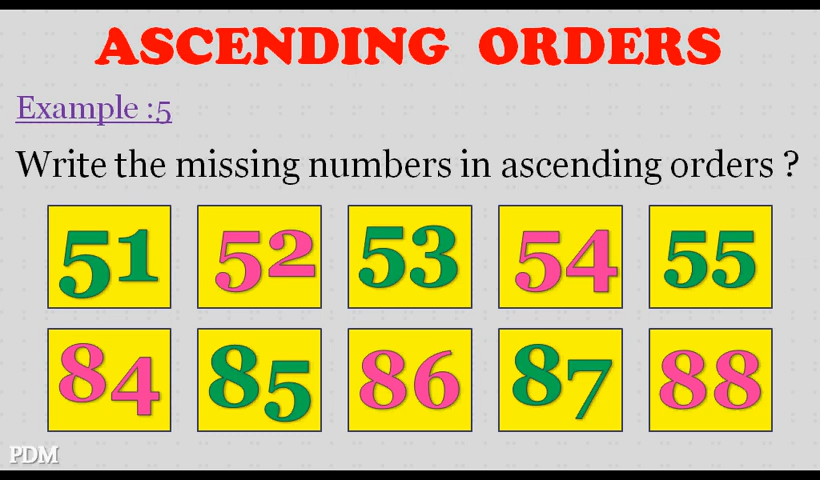 ASCENDING ORDERS
Example :5
Write the missing numbers in ascending orders ?
51 52 53 54 55
84 85 86 87 88
PDM